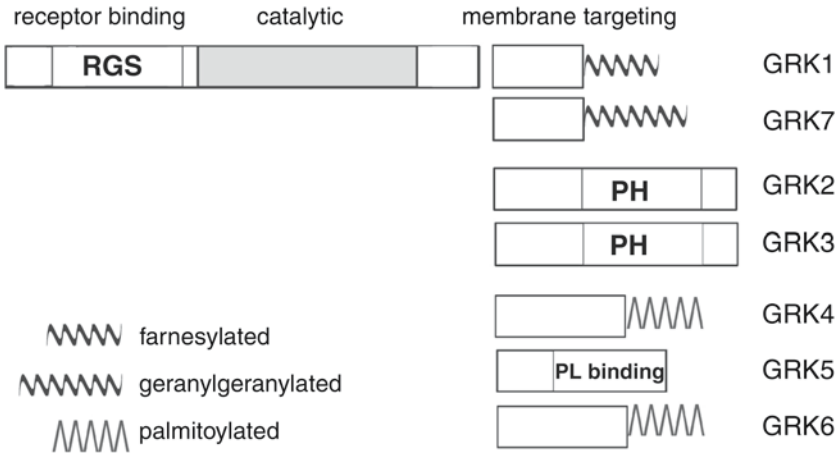 receptor binding catalytic membrane targeting
RGS GRK1
GRK7
PH GRK2
PH GRK3
GRK4
farnesylated
PL binding GRK5
geranylgeranylated
palmitoylated GRK6